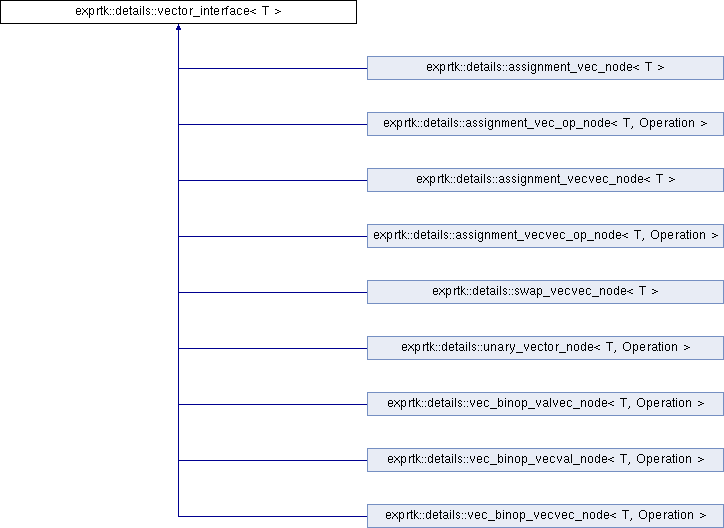 exprtk::details::vector_interface< T >
exprtk::details::assignment_vec_node< T >
exprtk::details::assignment_vec_op_node< T, Operation >
exprtk::details::assignment_vecvec_node< T >
exprtk::details::assignment_vecvec_op_node< T, Operation >
exprtk::details::swap_vecvec_node< T >
exprtk::details::unary_vector_node< T, Operation >
exprtk::details::vec_binop_valvec_node< T, Operation >
exprtk::details::vec_binop_vecval_node< T, Operation >
exprtk::details::vec_binop_vecvec_node< T, Operation >